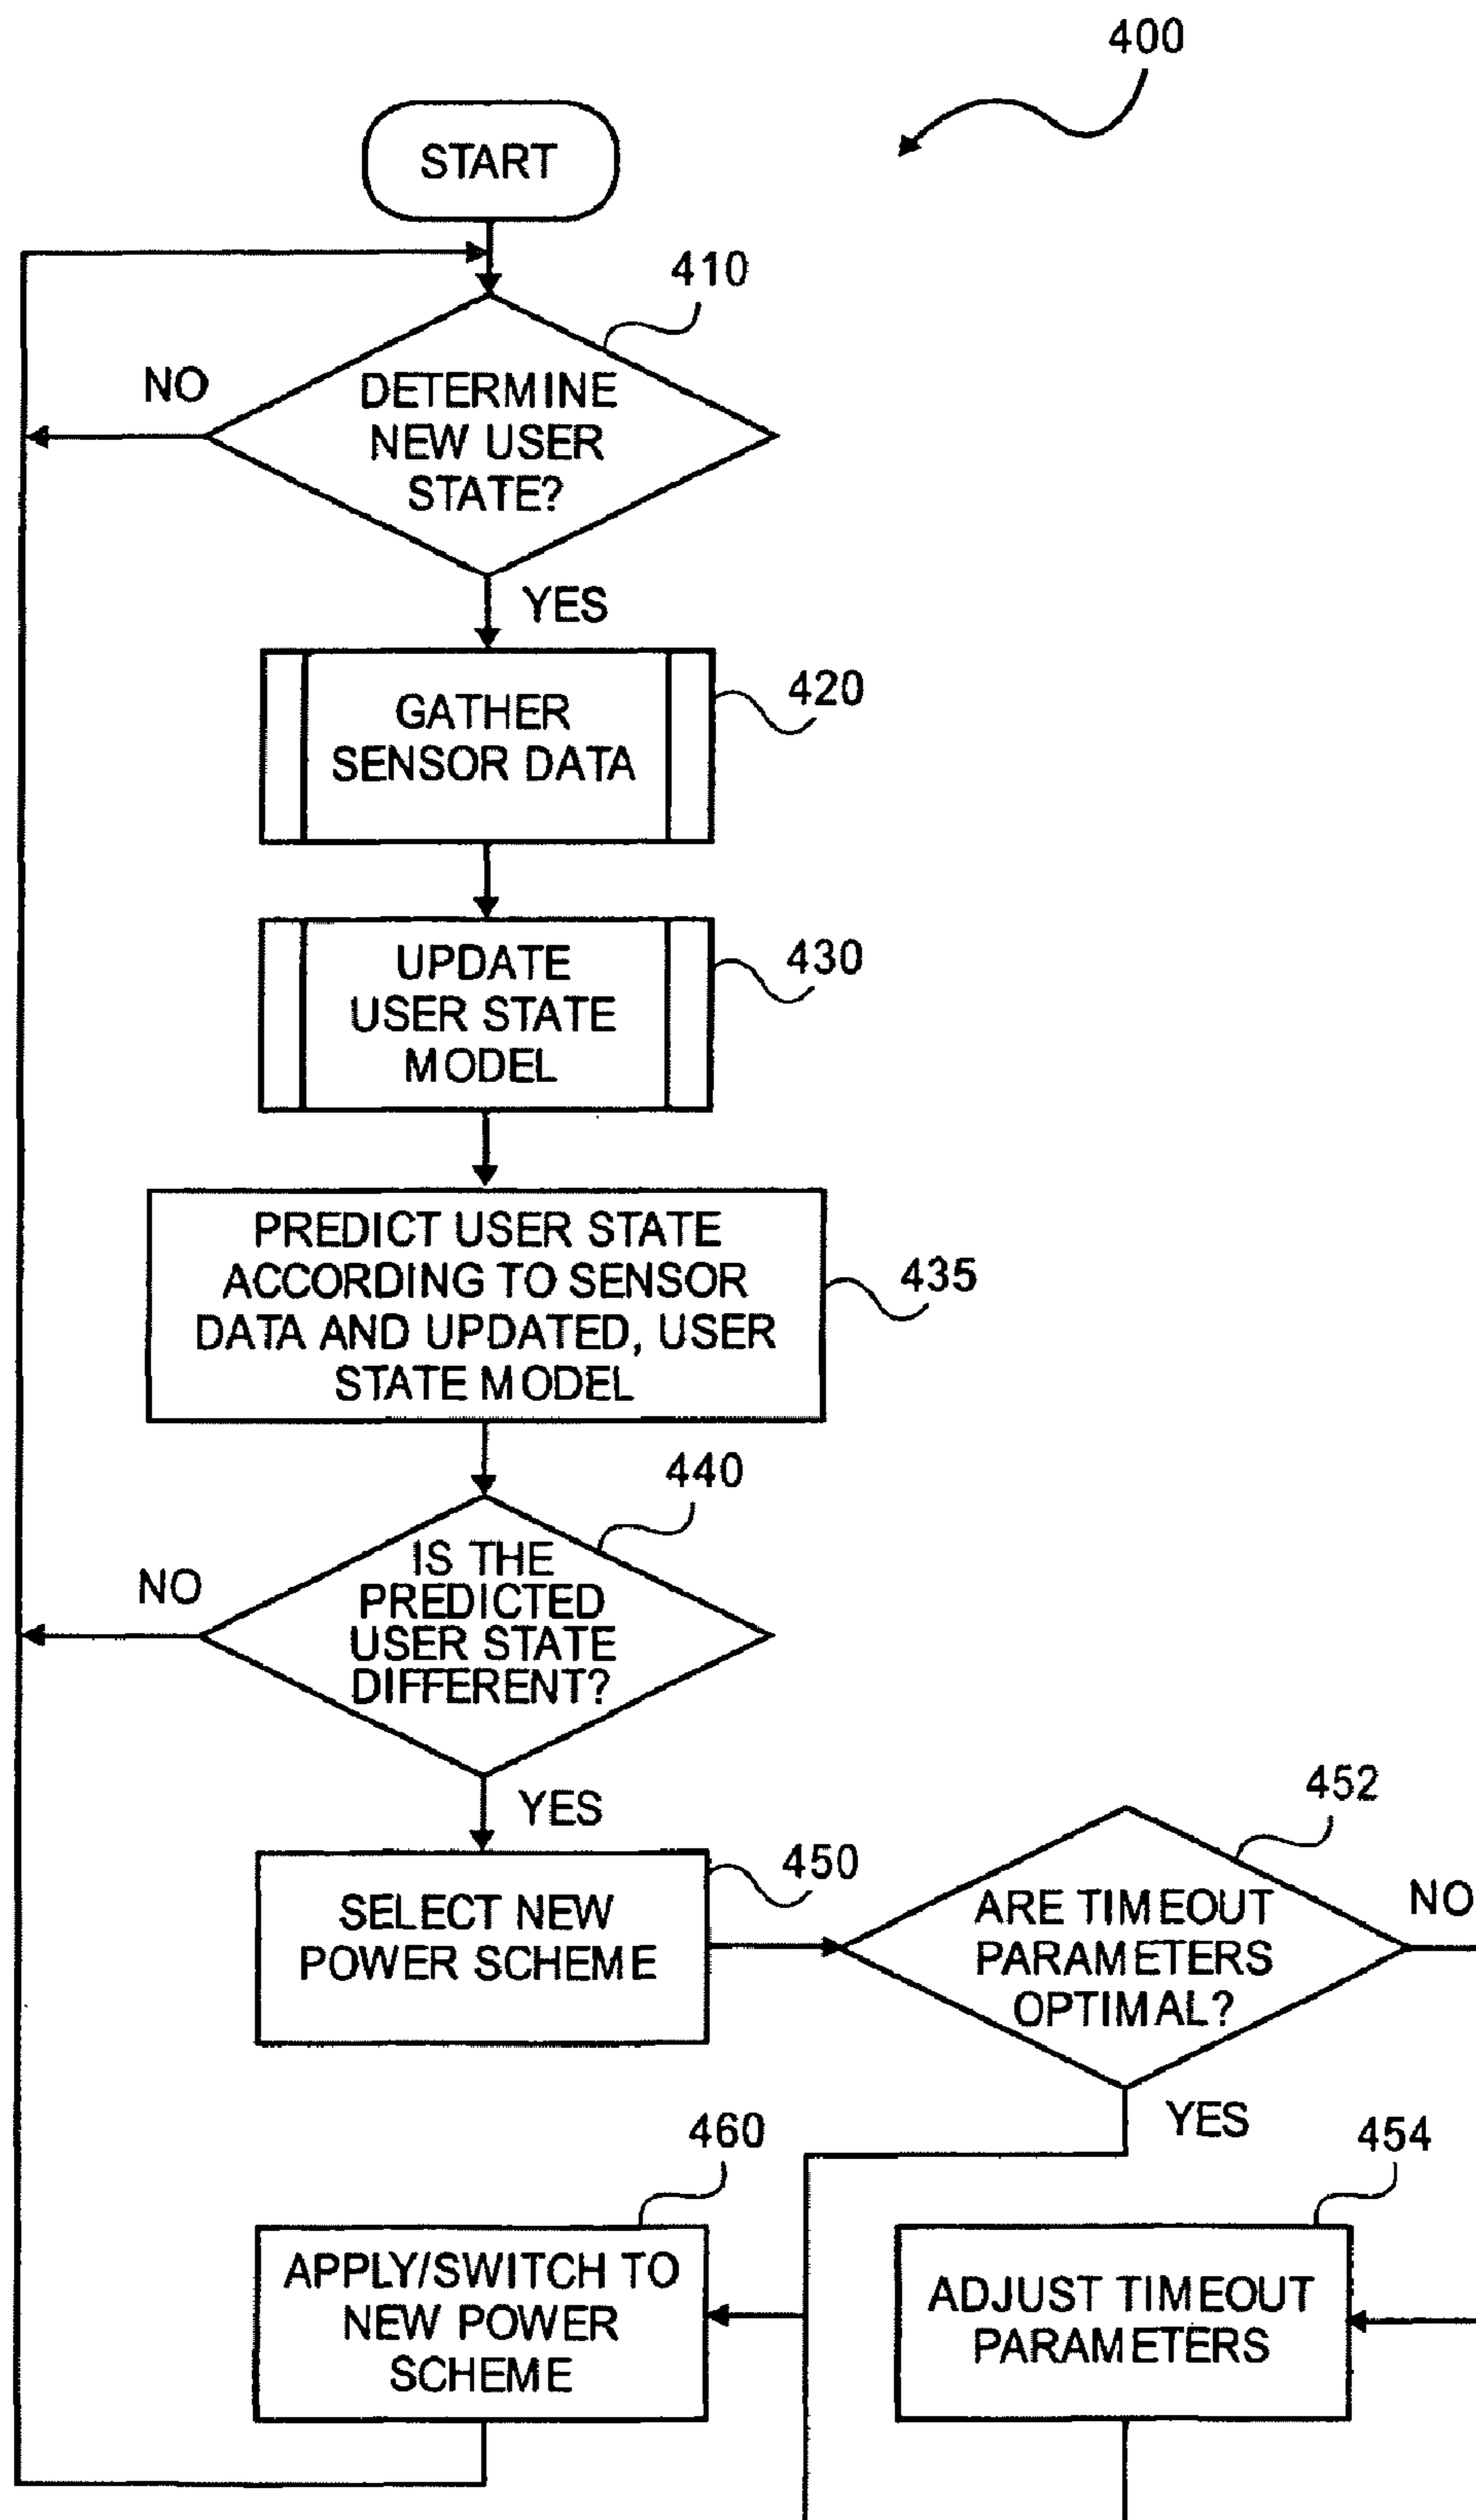 400
START
410
NO
DETERMINE
NEW USER
STATE?
YES
420
GATHER
SENSOR DATA
430
UPDATE
USER STATE
MODEL
PREDICT USER STATE
ACCORDING TO SENSOR
DATA AND UPDATED, USER
STATE MODEL
435
440
NO
IS THE
PREDICTED
USER STATE
DIFFERENT?
YES
450
SELECT NEW
POWER SCHEME
452
ARE TIMEOUT
PARAMETERS
OPTIMAL?
NO
YES
460
APPLY/SWITCH TO
NEW POWER
SCHEME
454
ADJUST TIMEOUT
PARAMETERS